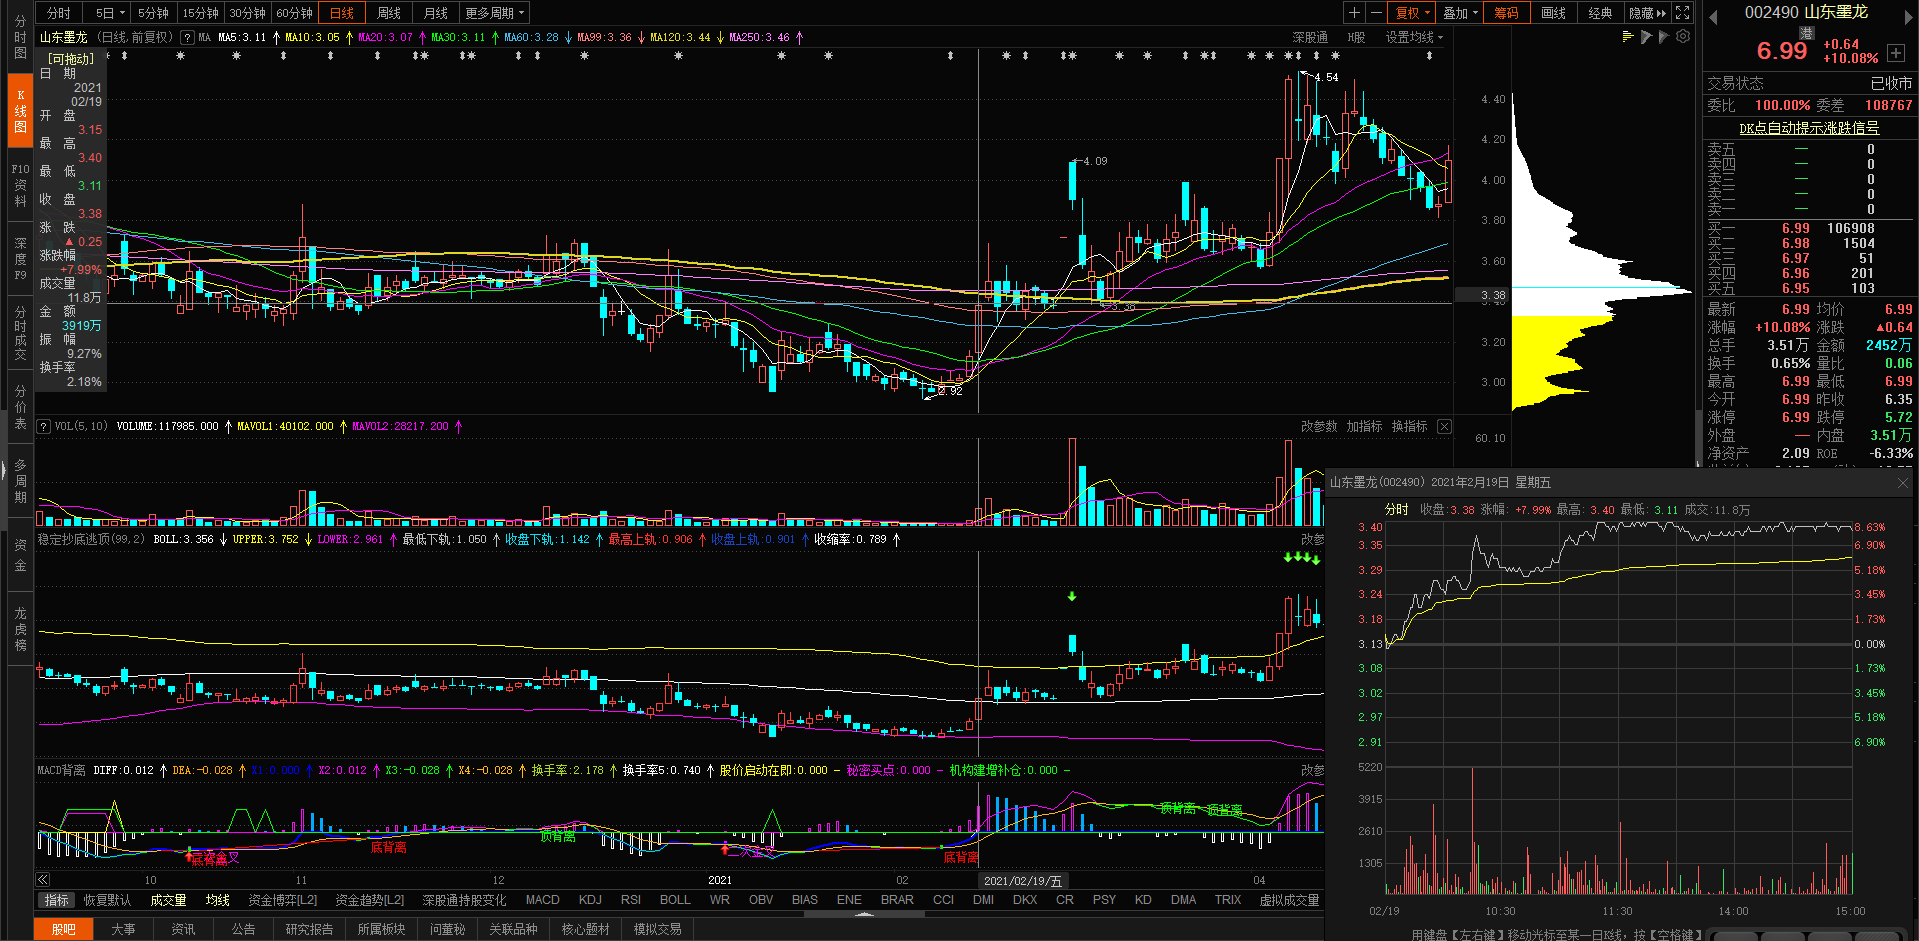 分时 5日 5分钟 15分钟 30分钟 60分钟 日线 周线 月线 更多周期
复权 叠加 筹码 画线 经典 隐藏
002490 山东墨龙
港
6.99 +0.64
+10.08%
山东墨龙 (日线,前复权) ? MA MA5:3.11 MA10:3.05 MA20:3.07 MA30:3.11 MA60:3.28 MA99:3.36 MA120:3.44 MA250:3.46
深股通 H股 设置均线
分时图
K线图
F10资料
深度F9
分时成交
分价表
多周期
资金
龙虎榜
[可拖动]
日 期
2021
02/19
开 盘
3.15
最 高
3.40
最 低
3.11
收 盘
3.38
涨 跌
▲ 0.25
涨跌幅
+7.99%
成交量
11.8万
金 额
3919万
振 幅
9.27%
换手率
2.18%
4.54
4.09
3.38
2.92
4.40
4.20
4.00
3.80
3.60
3.38
3.20
3.00
交易状态 已收市
委比 100.00% 委差 108767
DK点自动提示涨跌信号
卖五 — 0
卖四 — 0
卖三 — 0
卖二 — 0
卖一 — 0
买一 6.99 106908
买二 6.98 1504
买三 6.97 51
买四 6.96 201
买五 6.95 103
最新 6.99 均价 6.99
涨幅 +10.08% 涨跌 ▲0.64
总手 3.51万 金额 2452万
换手 0.65% 量比 0.06
最高 6.99 最低 6.99
今开 6.99 昨收 6.35
涨停 6.99 跌停 5.72
外盘 — 内盘 3.51万
净资产 2.09 ROE -6.33%
? VOL(5,10) VOLUME:117985.000 MAVOL1:40102.000 MAVOL2:28217.200
改参数 加指标 换指标
60.10
稳定抄底逃顶(99,2) BOLL:3.356 UPPER:3.752 LOWER:2.961 最低下轨:1.050 收盘下轨:1.142 最高上轨:0.906 收盘上轨:0.901 收缩率:0.789
改参
MACD背离 DIFF:0.012 DEA:-0.028 X1:0.000 X2:0.012 X3:-0.028 X4:-0.028 换手率:2.178 换手率5:0.740 股价启动在即:0.000 秘密买点:0.000 机构建增补仓:0.000
改参
底背离
顶背离
底背离
顶背离
顶背离
10 11 12 2021 02 2021/02/19/五 04
指标 恢复默认 成交量 均线 资金博弈[L2] 资金趋势[L2] 深股通持股变化 MACD KDJ RSI BOLL WR OBV BIAS ENE BRAR CCI DMI DKX CR PSY KD DMA TRIX 虚拟成交量
股吧 大事 资讯 公告 研究报告 所属板块 问董秘 关联品种 核心题材 模拟交易
山东墨龙(002490) 2021年2月19日 星期五
分时 收盘:3.38 涨幅: +7.99% 最高: 3.40 最低: 3.11 成交:11.8万
3.40 8.63%
3.35 6.90%
3.29 5.18%
3.24 3.45%
3.18 1.73%
3.13 0.00%
3.08 1.73%
3.02 3.45%
2.97 5.18%
2.91 6.90%
5220
3915
2610
1305
02/19 10:30 11:30 14:00 15:00
用键盘【左右键】移动光标至某一日K线，按【空格键】